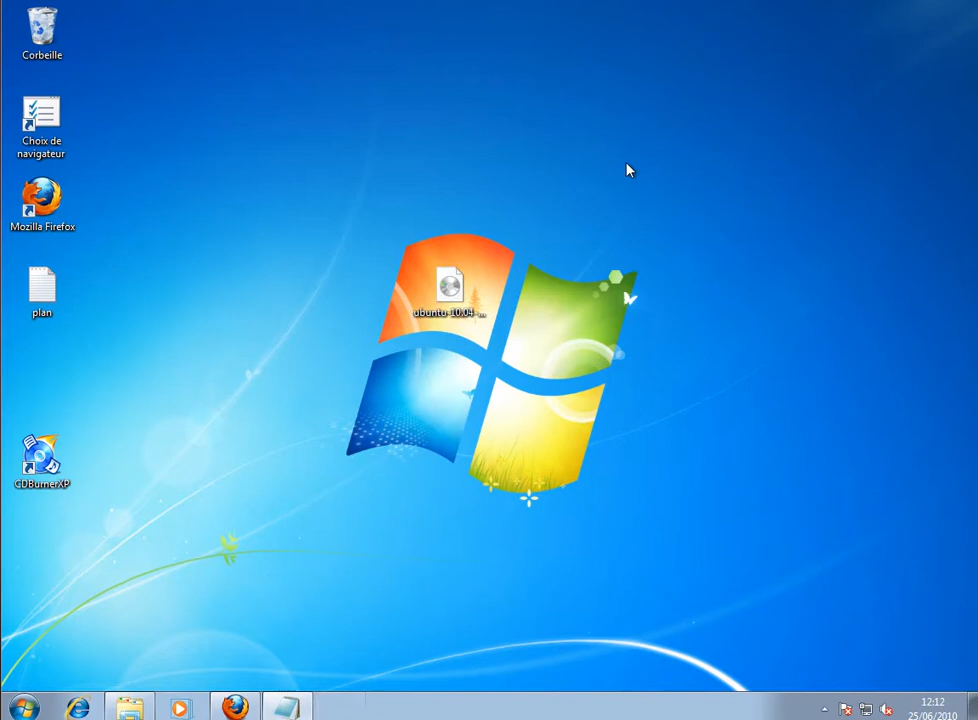 Corbeille
Choix de
navigateur
Mozilla Firefox
plan
ubuntu-10.04-...
CDBurnerXP
12:12
25/06/2010